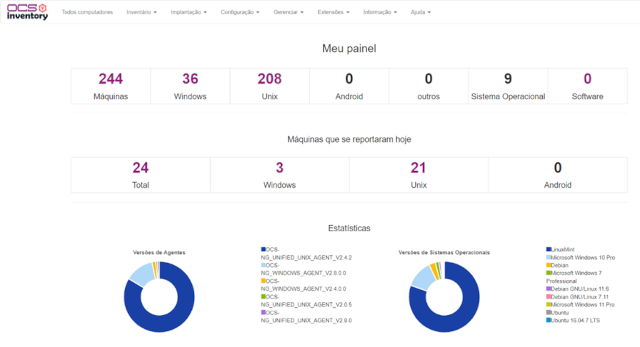 OCS
inventory
Todos computadores Inventário Implantação Configuração Gerenciar Extensões Informação Ajuda
Meu painel
244 36 208 0 0 9 0
Máquinas Windows Unix Android outros Sistema Operacional Software
Máquinas que se reportaram hoje
24 3 21 0
Total Windows Unix Android
Estatísticas
Versões de Agentes
OCS-
NG_UNIFIED_UNIX_AGENT_V2.4.2
OCS-
NG_WINDOWS_AGENT_V2.8.0.0
OCS-
NG_WINDOWS_AGENT_V2.4.0.0
OCS-
NG_UNIFIED_UNIX_AGENT_V2.0.5
OCS-
NG_UNIFIED_UNIX_AGENT_V2.9.0
Versões de Sistemas Operacionais
LinuxMint
Microsoft Windows 10 Pro
Debian
Microsoft Windows 7
Professional
Debian GNU/Linux 11.6
Debian GNU/Linux 7.11
Microsoft Windows 11 Pro
Ubuntu
Ubuntu 16.04.7 LTS